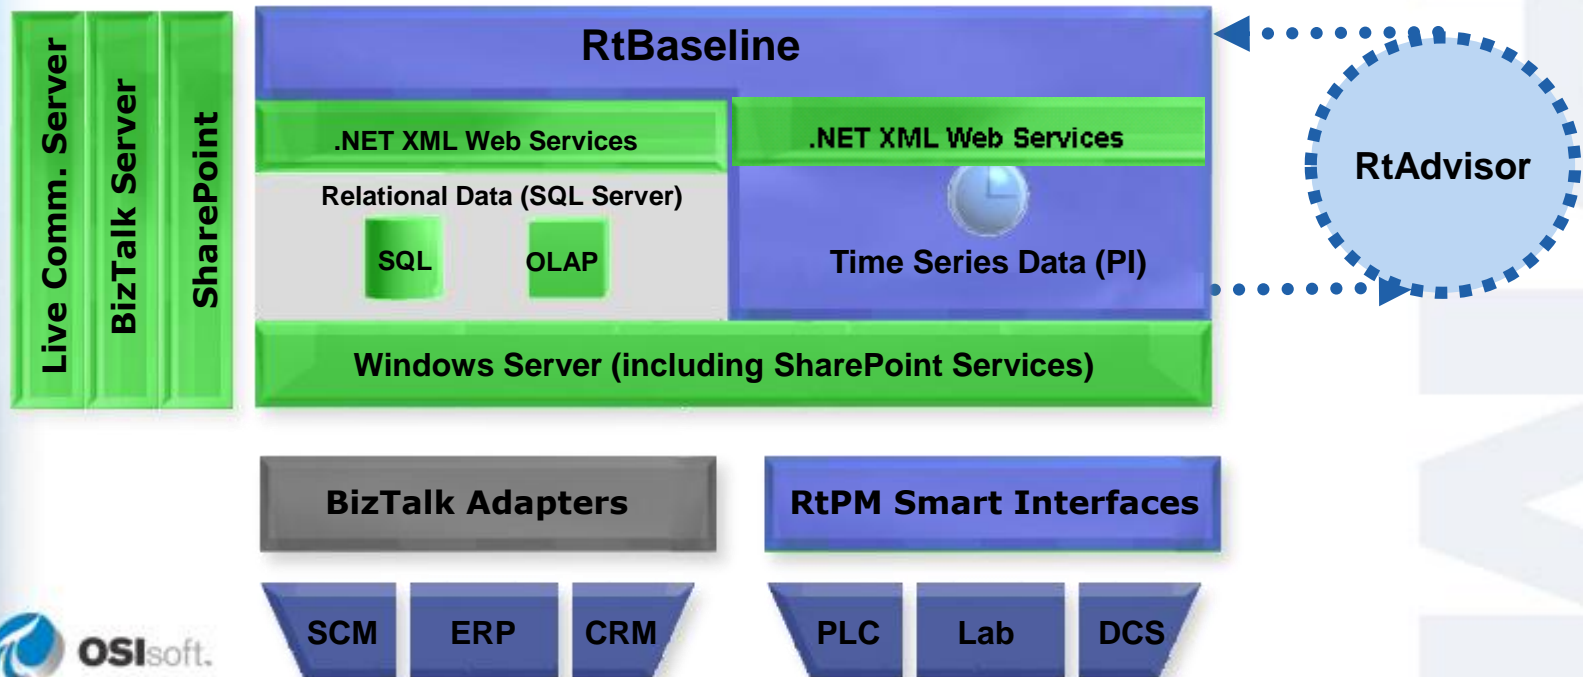 Live Comm. Server
BizTalk Server
SharePoint
RtBaseline
.NET XML Web Services
.NET XML Web Services
Relational Data (SQL Server)
SQL
OLAP
Time Series Data (PI)
Windows Server (including SharePoint Services)
RtAdvisor
BizTalk Adapters
RtPM Smart Interfaces
SCM
ERP
CRM
PLC
Lab
DCS
OSIsoft.